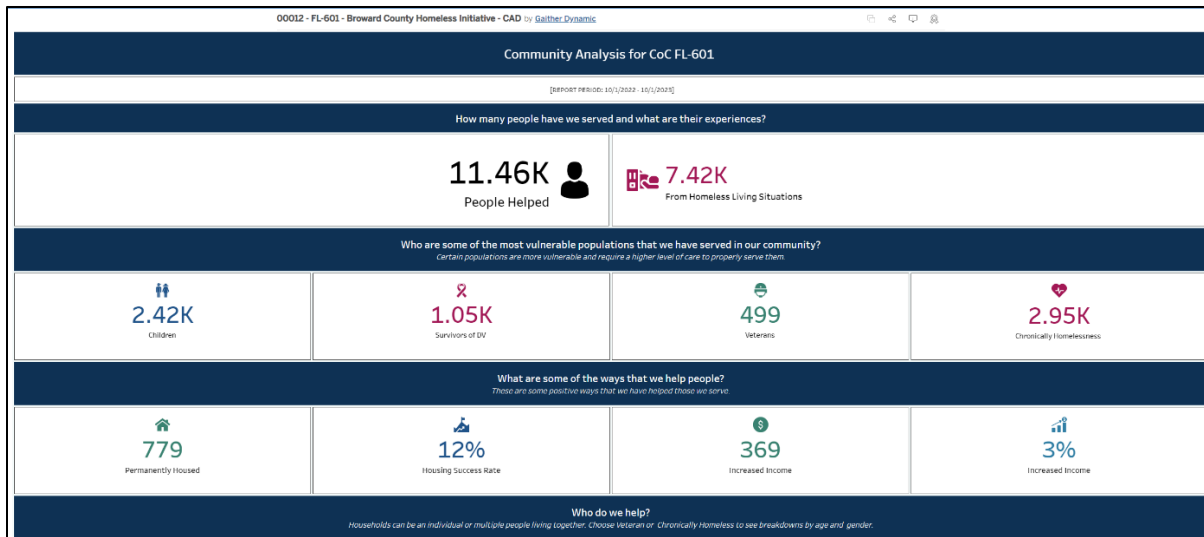 00012 - FL-601 - Broward County Homeless Initiative - CAD by Gaither Dynamic
Community Analysis for CoC FL-601
[REPORT PERIOD: 10/1/2022 - 10/1/2023]
How many people have we served and what are their experiences?
11.46K
People Helped
7.42K
From Homeless Living Situations
Who are some of the most vulnerable populations that we have served in our community?
Certain populations are more vulnerable and require a higher level of care to properly serve them.
2.42K
Children
1.05K
Survivors of DV
499
Veterans
2.95K
Chronically Homelessness
What are some of the ways that we help people?
These are some positive ways that we have helped those we serve.
779
Permanently Housed
12%
Housing Success Rate
369
Increased Income
3%
Increased Income
Who do we help?
Households can be an individual or multiple people living together. Choose Veteran or Chronically Homeless to see breakdowns by age and gender.